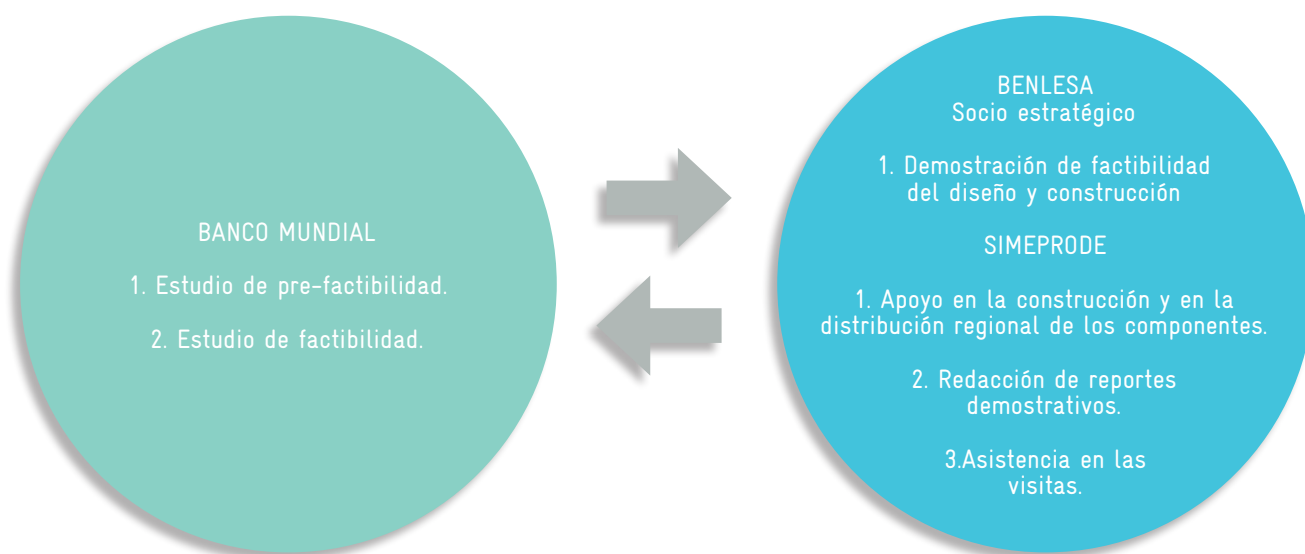 BANCO MUNDIAL
1. Estudio de pre-factibilidad.
2. Estudio de factibilidad.
BENLESA
Socio estratégico
1. Demostración de factibilidad
del diseño y construcción
SIMEPRODE
1. Apoyo en la construcción y en la
distribución regional de los componentes.
2. Redacción de reportes
demostrativos.
3.Asistencia en las
visitas.